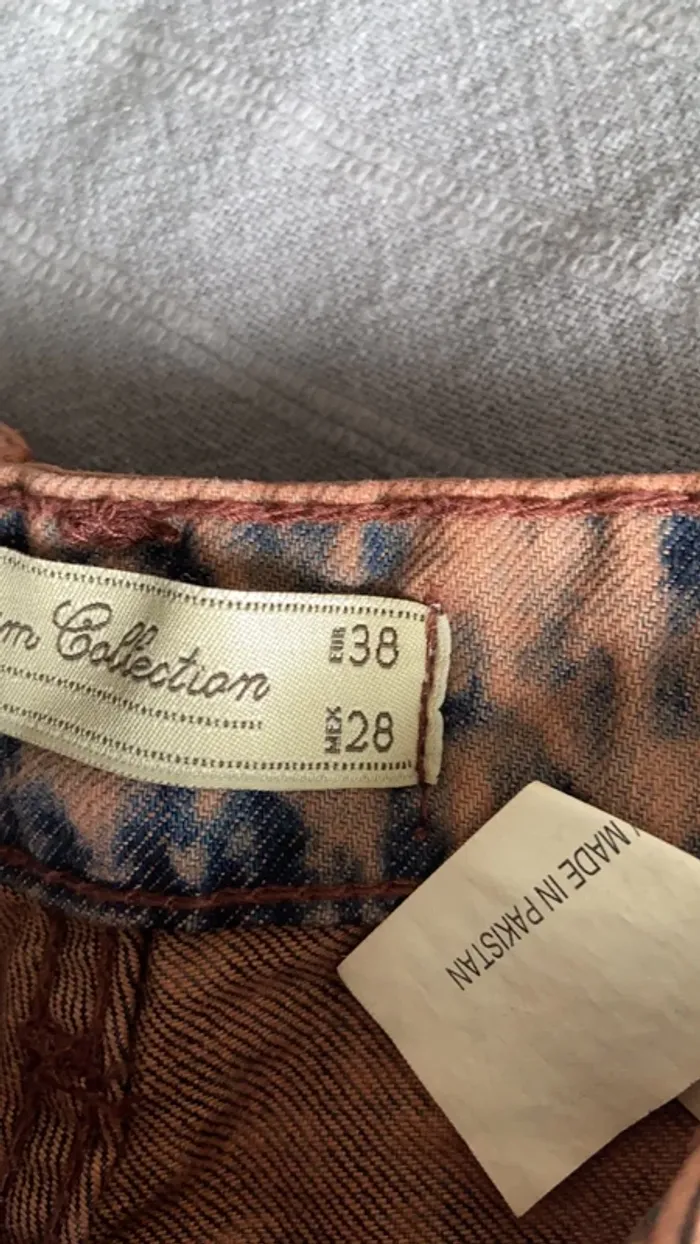 m Collection
EUR 38
MEX 28
MADE IN PAKISTAN